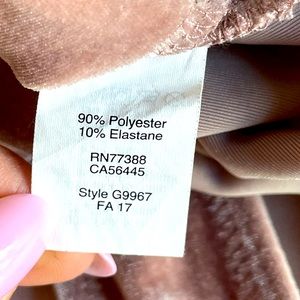 90% Polyester
10% Elastane
RN77388
CA56445
Style G9967
FA 17